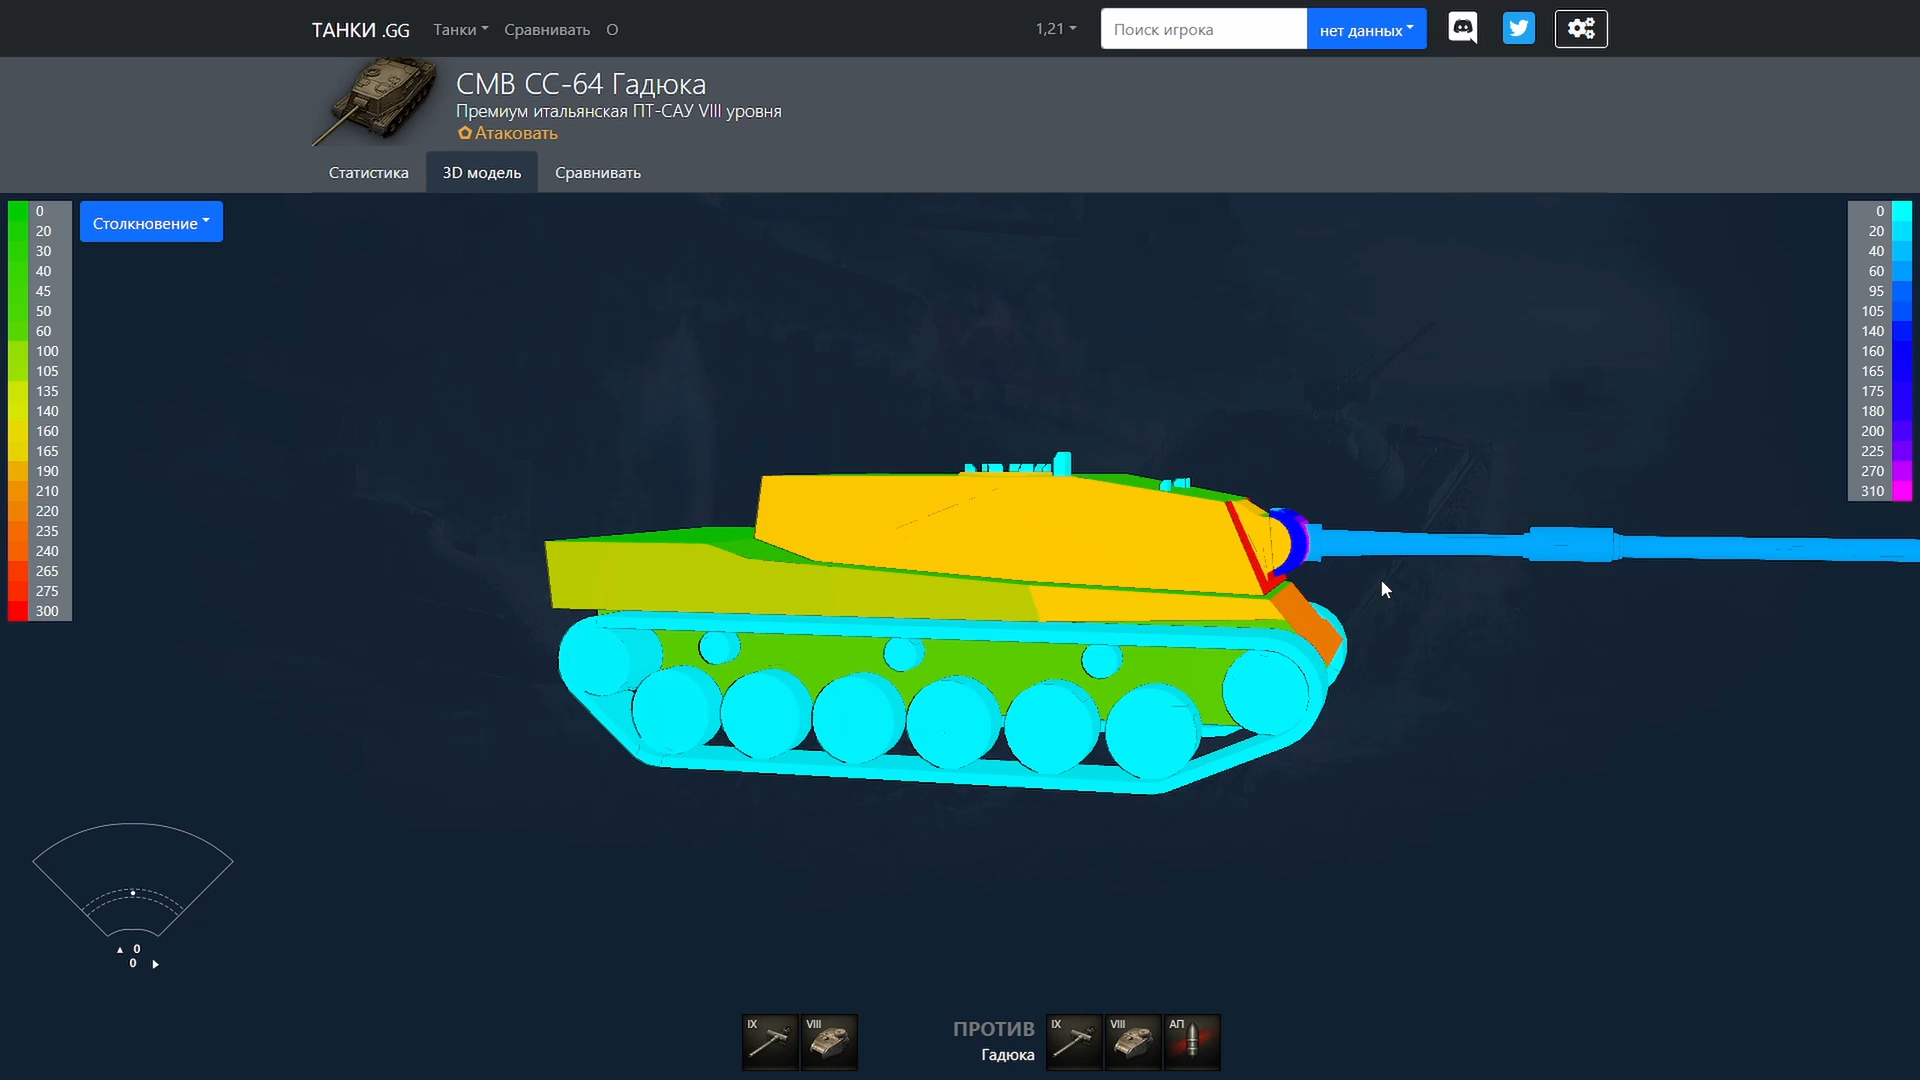 ТАНКИ .GG
Танки
Сравнивать
О
1,21
Поиск игрока
нет данных
СМВ СС-64 Гадюка
Премиум итальянская ПТ-САУ VIII уровня
Атаковать
Статистика
3D модель
Сравнивать
Столкновение
0
20
30
40
45
50
60
100
105
135
140
160
165
190
210
220
235
240
265
275
300
0
20
40
60
95
105
140
160
165
175
180
200
225
270
310
0
0
IX
VIII
ПРОТИВ
Гадюка
IX
VIII
АП